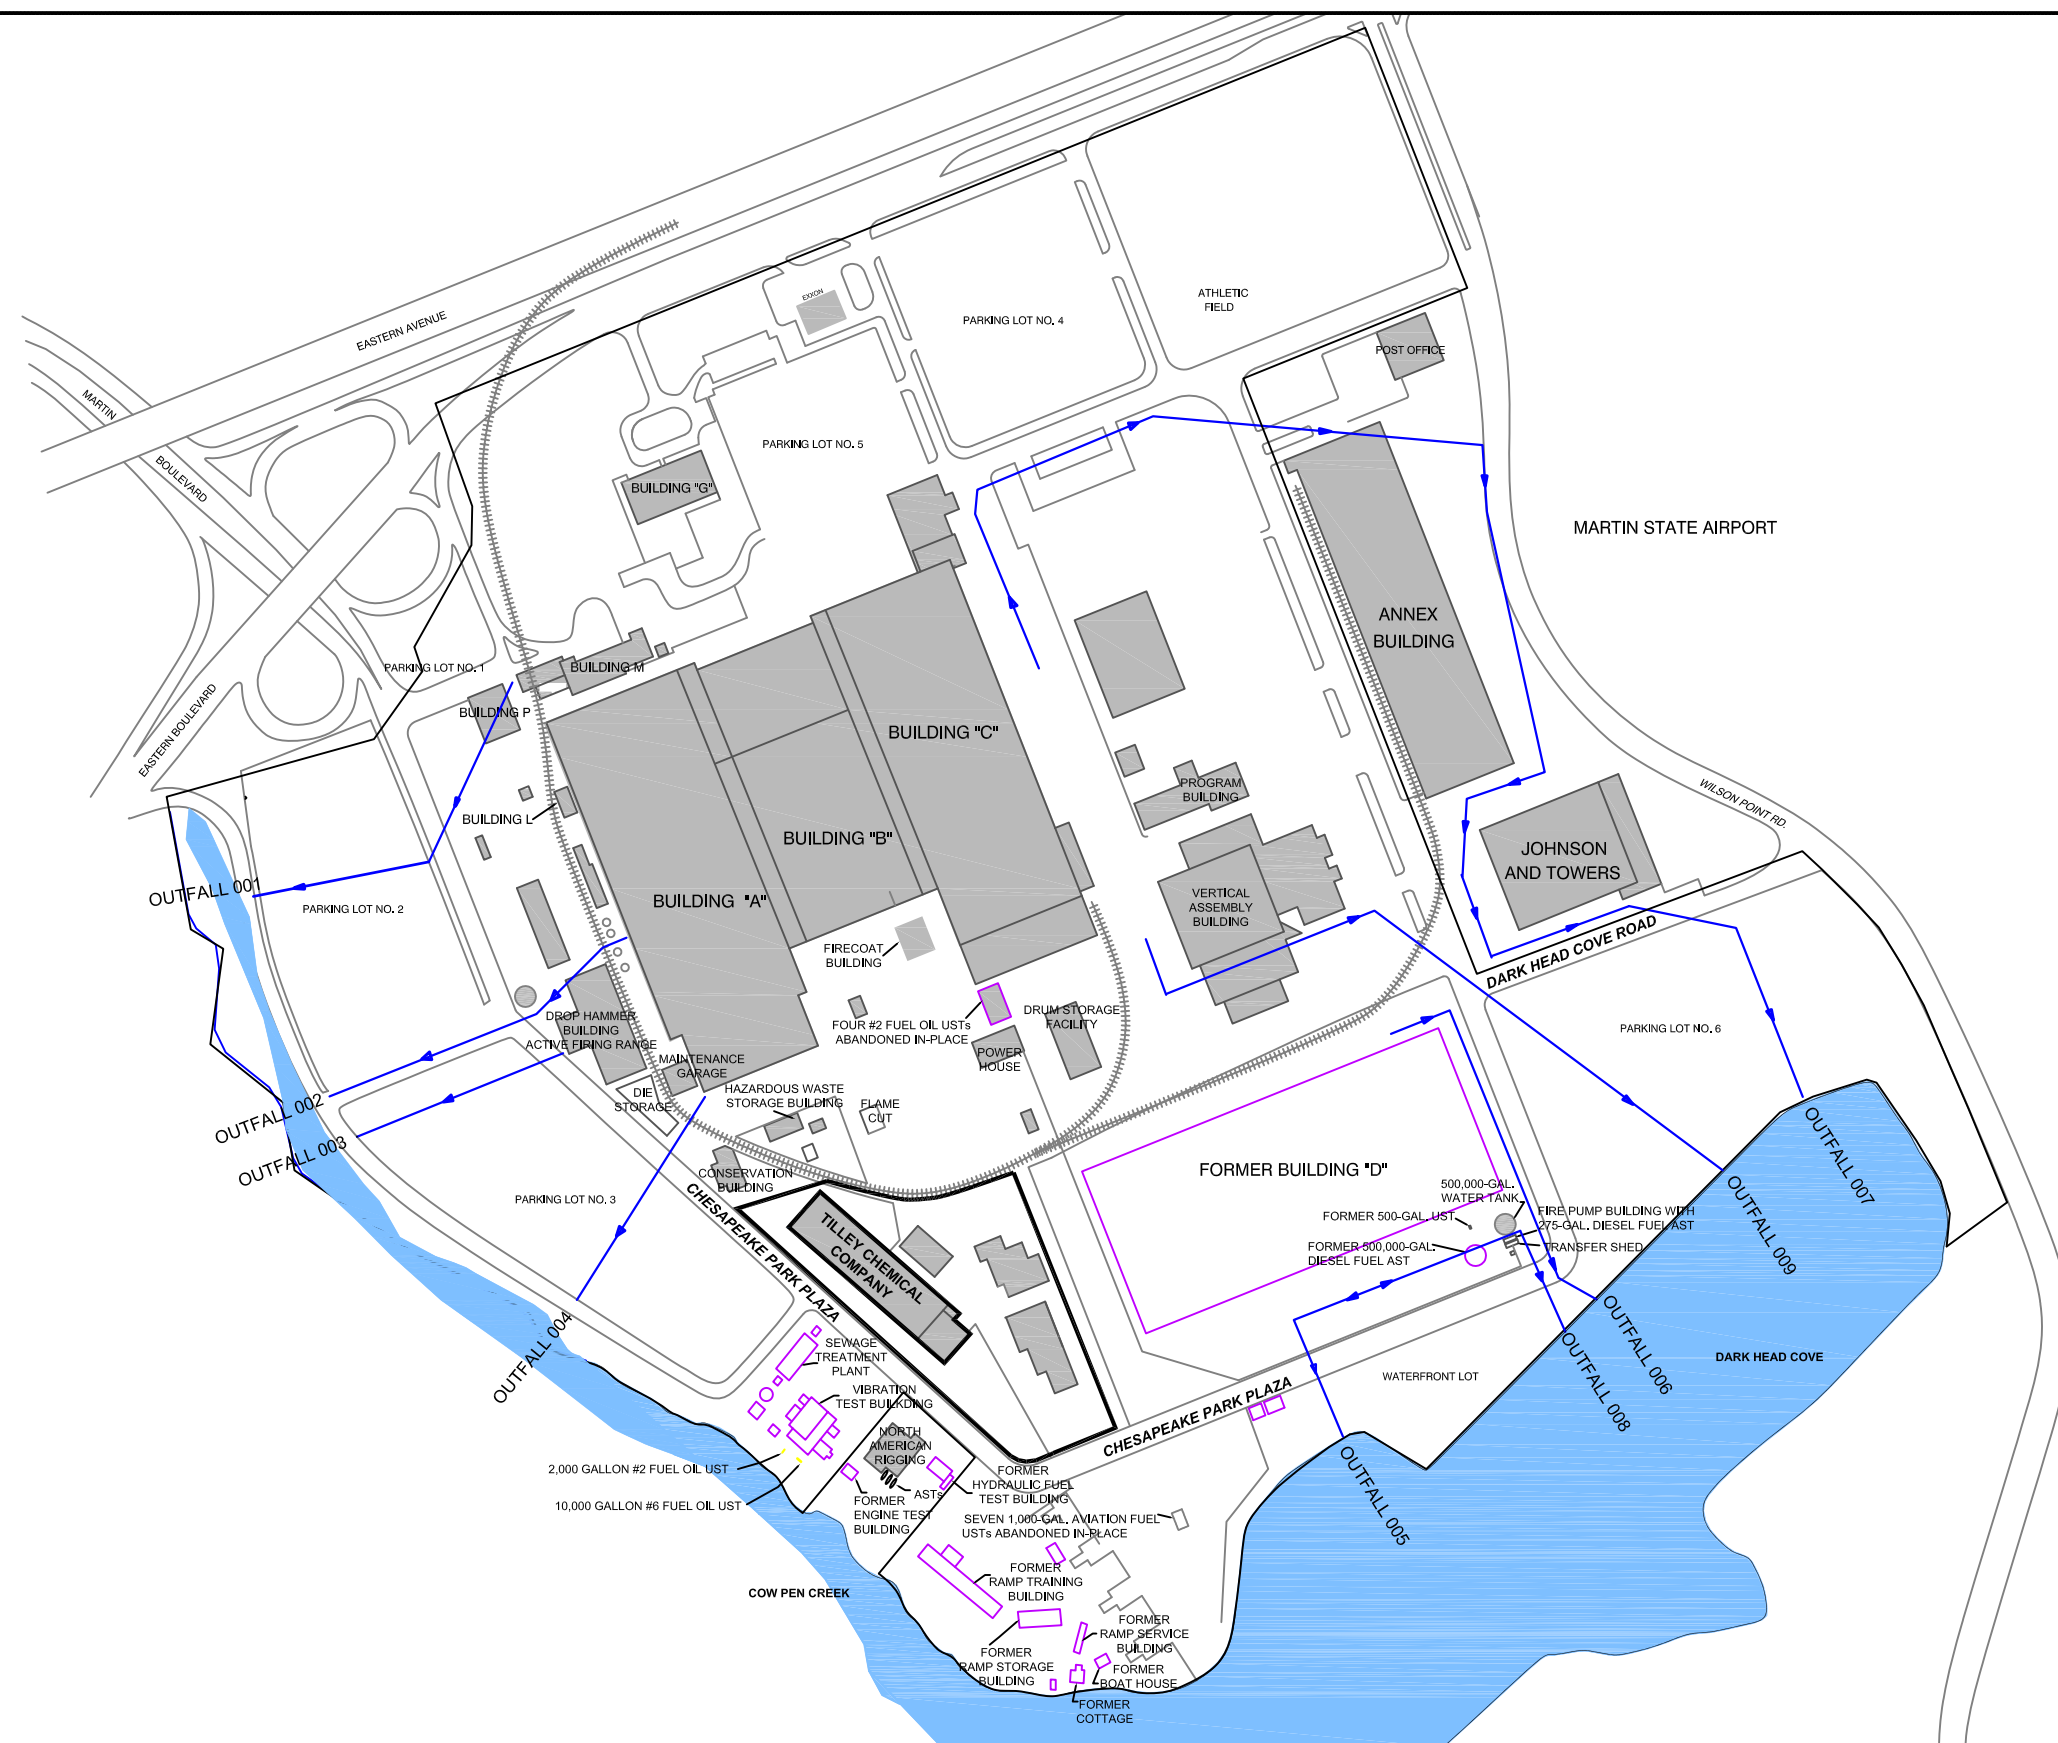 EXXON
ATHLETIC
FIELD
PARKING LOT NO. 4
EASTERN AVENUE
POST OFFICE
MARTIN
BOULEVARD
PARKING LOT NO. 5
BUILDING "G"
MARTIN STATE AIRPORT
ANNEX
BUILDING
PARKING LOT NO. 1
BUILDING M
BUILDING P
EASTERN BOULEVARD
BUILDING "C"
PROGRAM
BUILDING
WILSON POINT RD.
BUILDING L
BUILDING "B"
JOHNSON
AND TOWERS
OUTFALL 001
PARKING LOT NO. 2
BUILDING "A"
VERTICAL
ASSEMBLY
BUILDING
FIRECOAT
BUILDING
DARK HEAD COVE ROAD
DROP HAMMER
BUILDING
ACTIVE FIRING RANGE
FOUR #2 FUEL OIL USTs
ABANDONED IN-PLACE
DRUM STORAGE
FACILITY
PARKING LOT NO. 6
POWER
HOUSE
MAINTENANCE
GARAGE
DIE
STORAGE
HAZARDOUS WASTE
STORAGE BUILDING
FLAME
CUT
OUTFALL 002
OUTFALL 003
CONSERVATION
BUILDING
PARKING LOT NO. 3
FORMER BUILDING "D"
OUTFALL 007
500,000-GAL.
WATER TANK
FORMER 500-GAL. UST
FIRE PUMP BUILDING WITH
275-GAL. DIESEL FUEL AST
TRANSFER SHED
FORMER 500,000-GAL.
DIESEL FUEL AST
OUTFALL 009
CHESAPEAKE PARK PLAZA
TILLEY CHEMICAL
COMPANY
OUTFALL 004
OUTFALL 006
OUTFALL 008
DARK HEAD COVE
SEWAGE
TREATMENT
PLANT
WATERFRONT LOT
VIBRATION
TEST BUILKDING
CHESAPEAKE PARK PLAZA
NORTH
AMERICAN
RIGGING
2,000 GALLON #2 FUEL OIL UST
10,000 GALLON #6 FUEL OIL UST
ASTs
FORMER
ENGINE TEST
BUILDING
FORMER
HYDRAULIC FUEL
TEST BUILDING
SEVEN 1,000-GAL. AVIATION FUEL
USTs ABANDONED IN-PLACE
OUTFALL 005
COW PEN CREEK
FORMER
RAMP TRAINING
BUILDING
FORMER
RAMP SERVICE
BUILDING
FORMER
RAMP STORAGE
BUILDING
FORMER
BOAT HOUSE
FORMER
COTTAGE